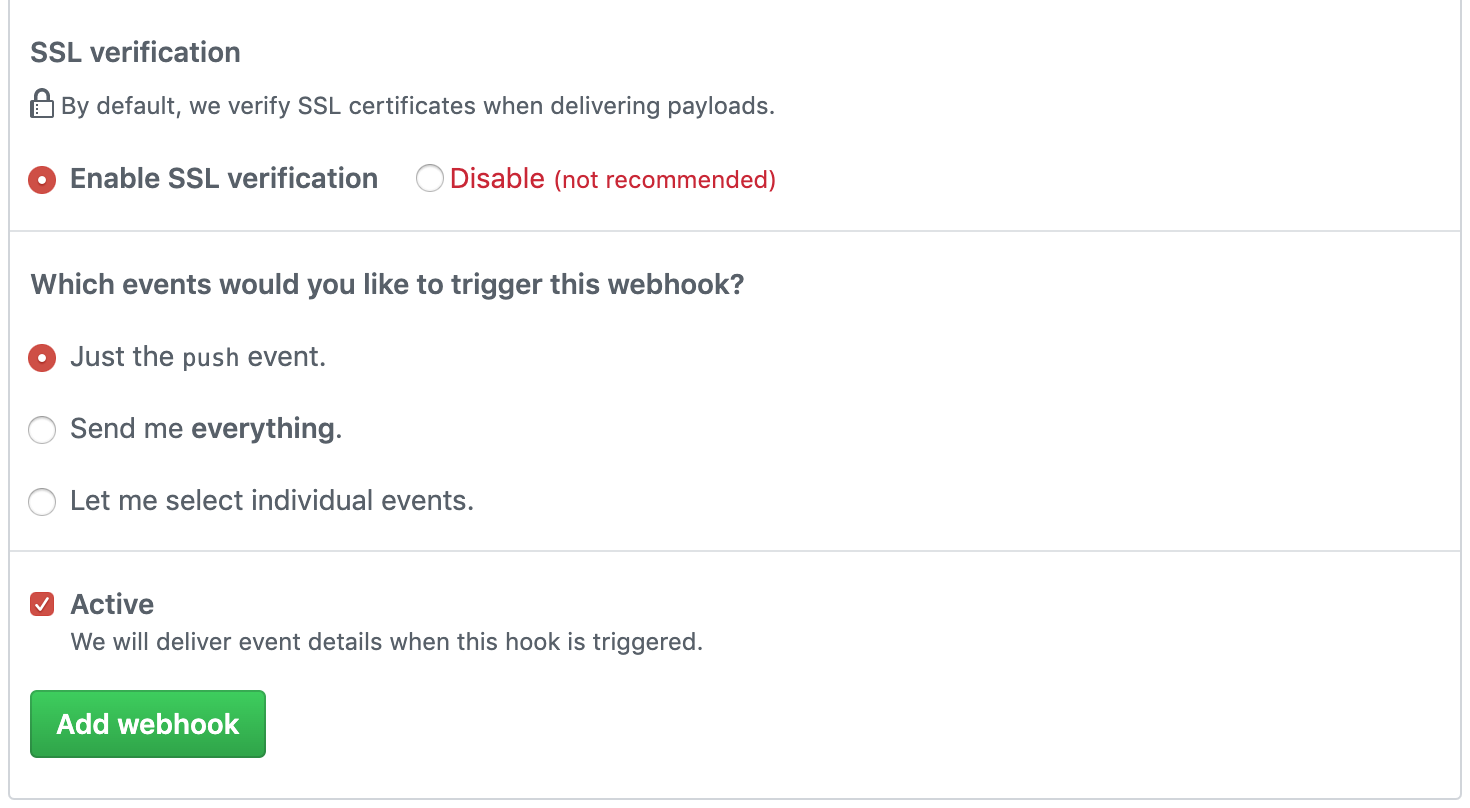 SSL verification
By default, we verify SSL certificates when delivering payloads.
Enable SSL verification Disable (not recommended)
Which events would you like to trigger this webhook?
Just the push event.
Send me everything.
Let me select individual events.
Active
We will deliver event details when this hook is triggered.
Add webhook